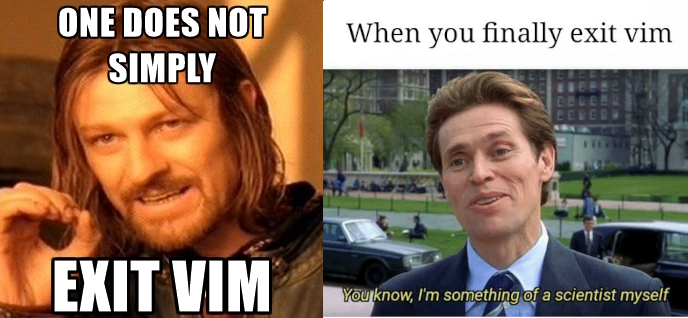 ONE DOES NOT
SIMPLY
EXIT VIM
When you finally exit vim
You know, I'm something of a scientist myself